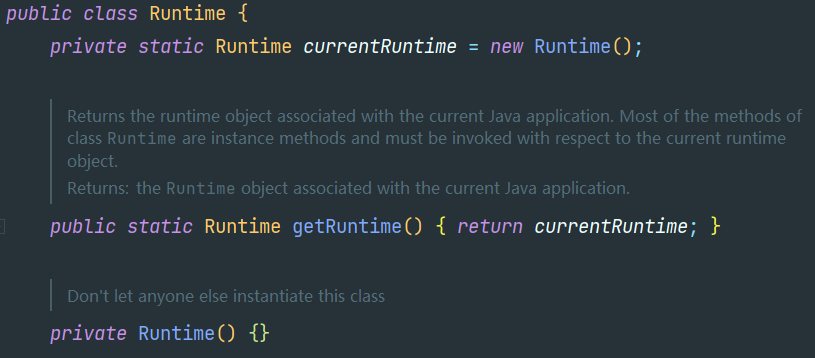 public class Runtime {
private static Runtime currentRuntime = new Runtime();
Returns the runtime object associated with the current Java application. Most of the methods of
class Runtime are instance methods and must be invoked with respect to the current runtime
object.
Returns: the Runtime object associated with the current Java application.
public static Runtime getRuntime() { return currentRuntime; }
Don't let anyone else instantiate this class
private Runtime() {}